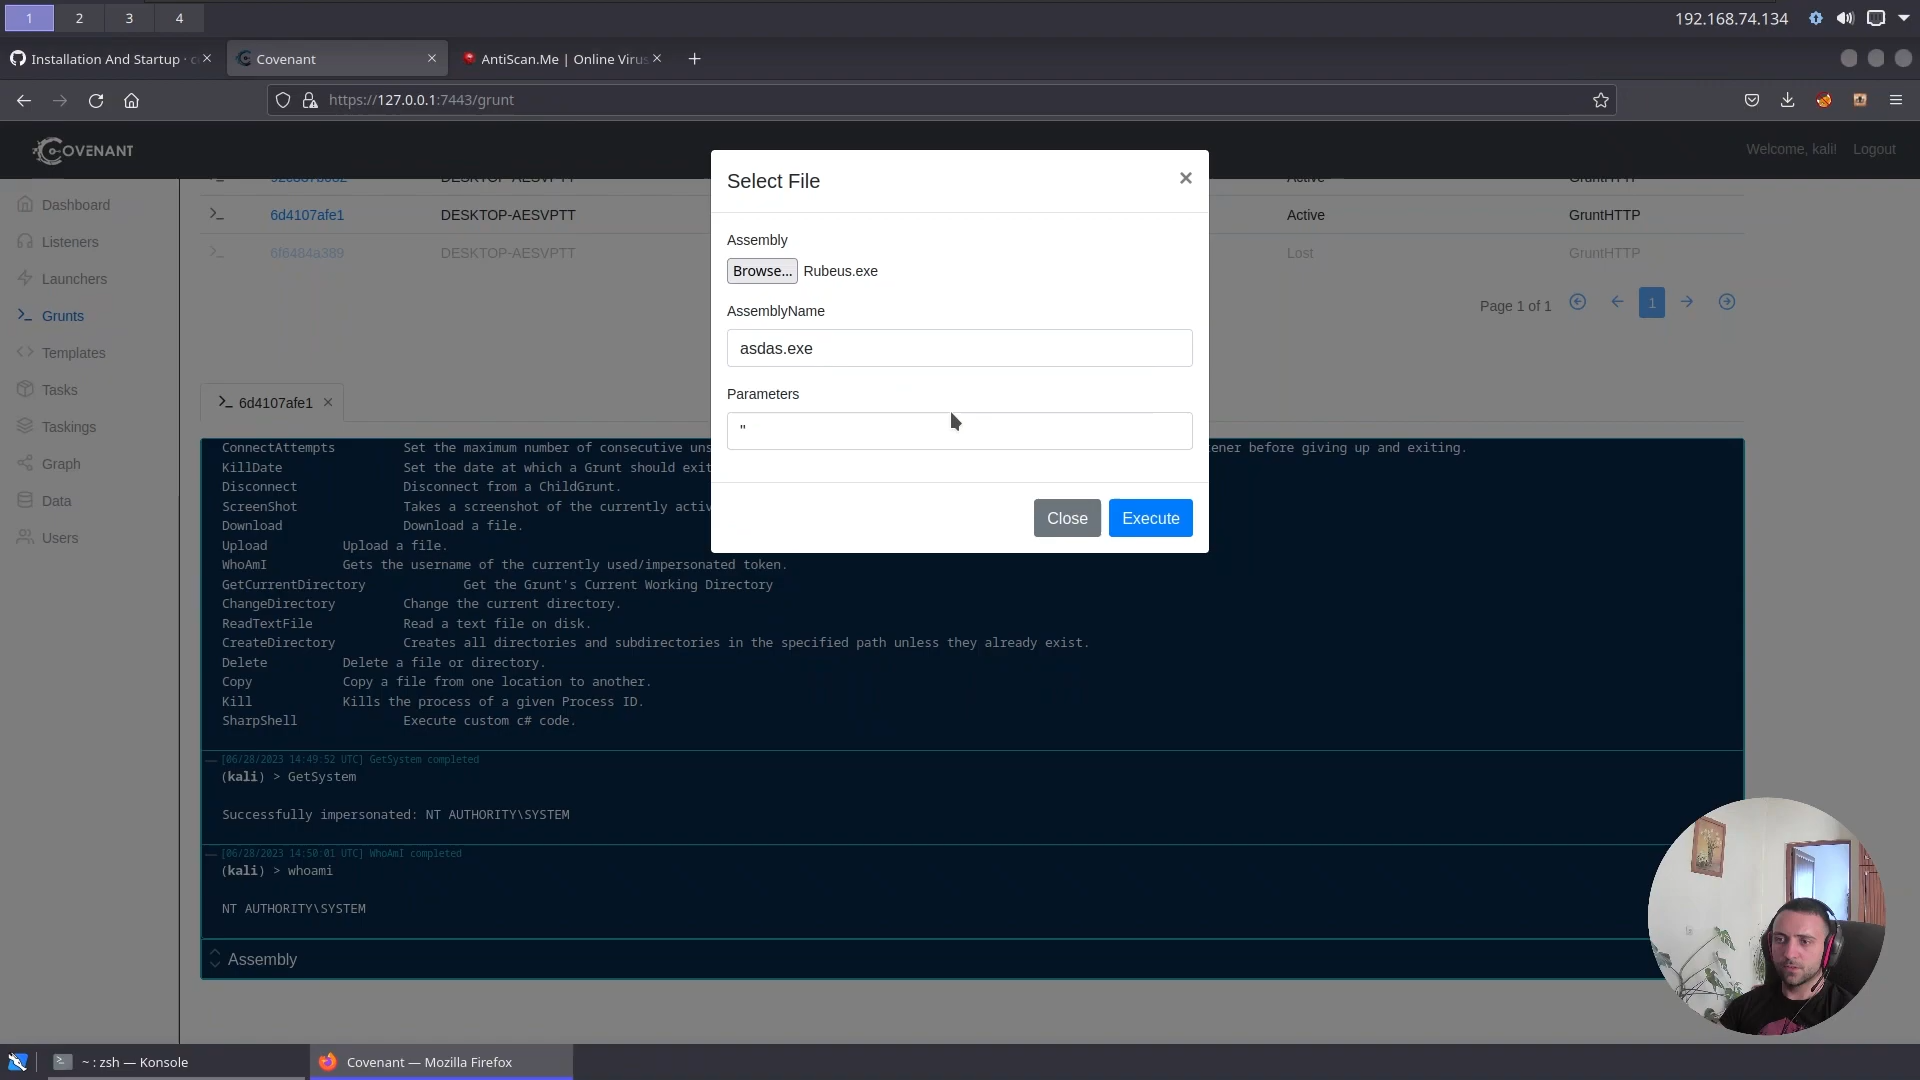 1
2
3
4
192.168.74.134
Installation And Startup · c
Covenant
AntiScan.Me | Online Virus
https://127.0.0.1:7443/grunt
COVENANT
Welcome, kali!
Logout
Dashboard
Listeners
Launchers
Grunts
Templates
Tasks
Taskings
Graph
Data
Users
DESKTOP-AESVPTT
Active
GruntHTTP
6d4107afe1
DESKTOP-AESVPTT
Active
GruntHTTP
6f6484a389
DESKTOP-AESVPTT
Lost
GruntHTTP
Page 1 of 1
1
Select File
Assembly
Browse...
Rubeus.exe
AssemblyName
asdas.exe
Parameters
"
Close
Execute
6d4107afe1
ConnectAttempts Set the maximum number of consecutive uns
ener before giving up and exiting.
KillDate Set the date at which a Grunt should exit
Disconnect Disconnect from a ChildGrunt.
ScreenShot Takes a screenshot of the currently activ
Download Download a file.
Upload Upload a file.
WhoAmI Gets the username of the currently used/impersonated token.
GetCurrentDirectory Get the Grunt's Current Working Directory
ChangeDirectory Change the current directory.
ReadTextFile Read a text file on disk.
CreateDirectory Creates all directories and subdirectories in the specified path unless they already exist.
Delete Delete a file or directory.
Copy Copy a file from one location to another.
Kill Kills the process of a given Process ID.
SharpShell Execute custom c# code.
[06/28/2023 14:49:52 UTC] GetSystem completed
(kali) > GetSystem
Successfully impersonated: NT AUTHORITY\SYSTEM
[06/28/2023 14:50:01 UTC] WhoAmI completed
(kali) > whoami
NT AUTHORITY\SYSTEM
Assembly
~ : zsh — Konsole
Covenant — Mozilla Firefox